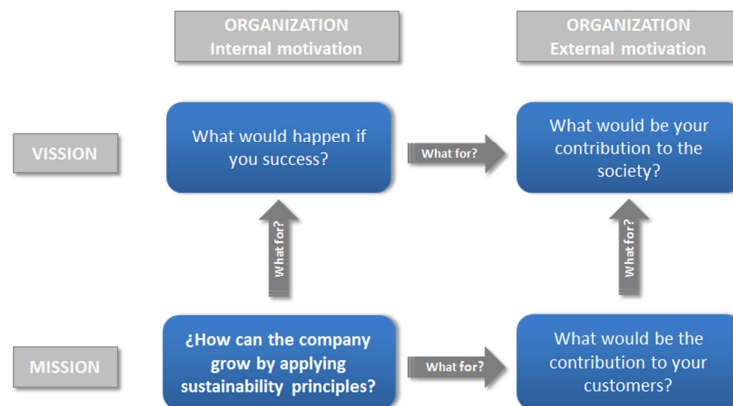 ORGANIZATION
Internal motivation
ORGANIZATION
External motivation
VISSION
What would happen if
you success?
What for?
What would be your
contribution to the
society?
What for?
What for?
MISSION
¿How can the company
grow by applying
sustainability principles?
What for?
What would be the
contribution to your
customers?